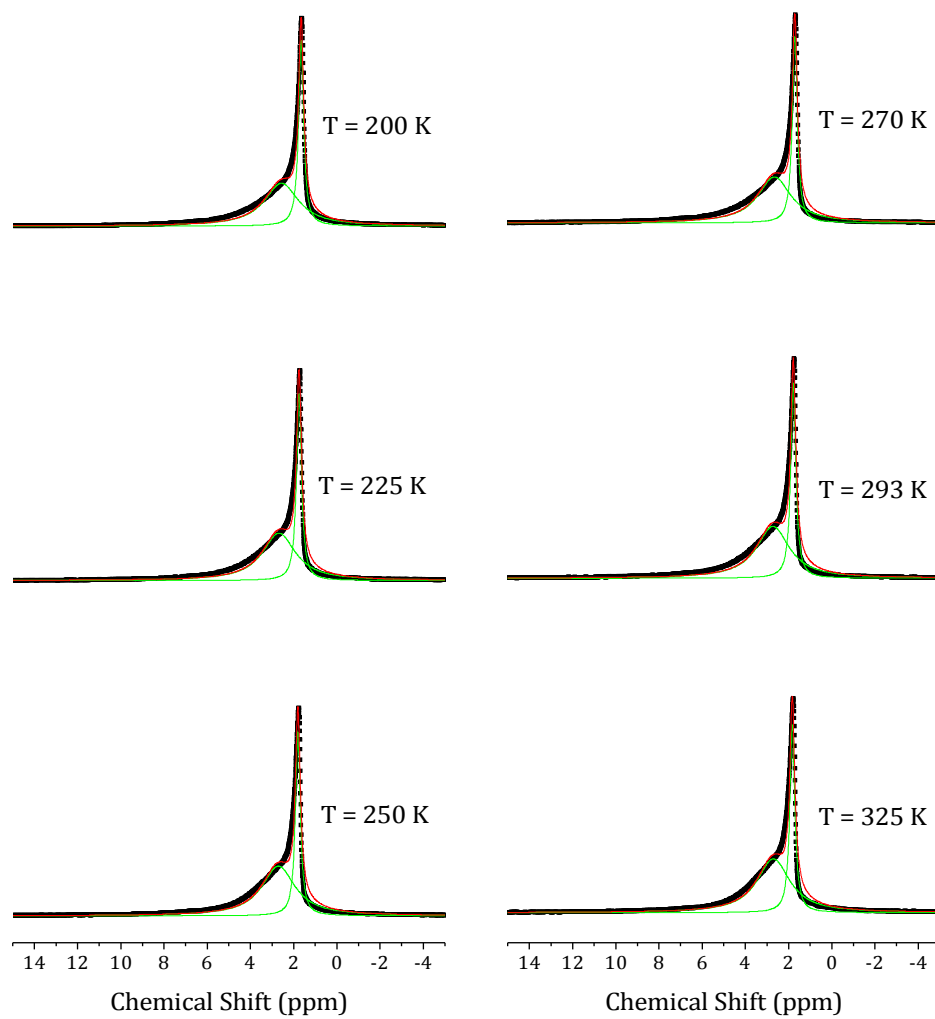 T = 200 K
T = 270 K
T = 225 K
T = 293 K
T = 250 K
T = 325 K
14 12 10 8 6 4 2 0 -2 -4
14 12 10 8 6 4 2 0 -2 -4
Chemical Shift (ppm)
Chemical Shift (ppm)